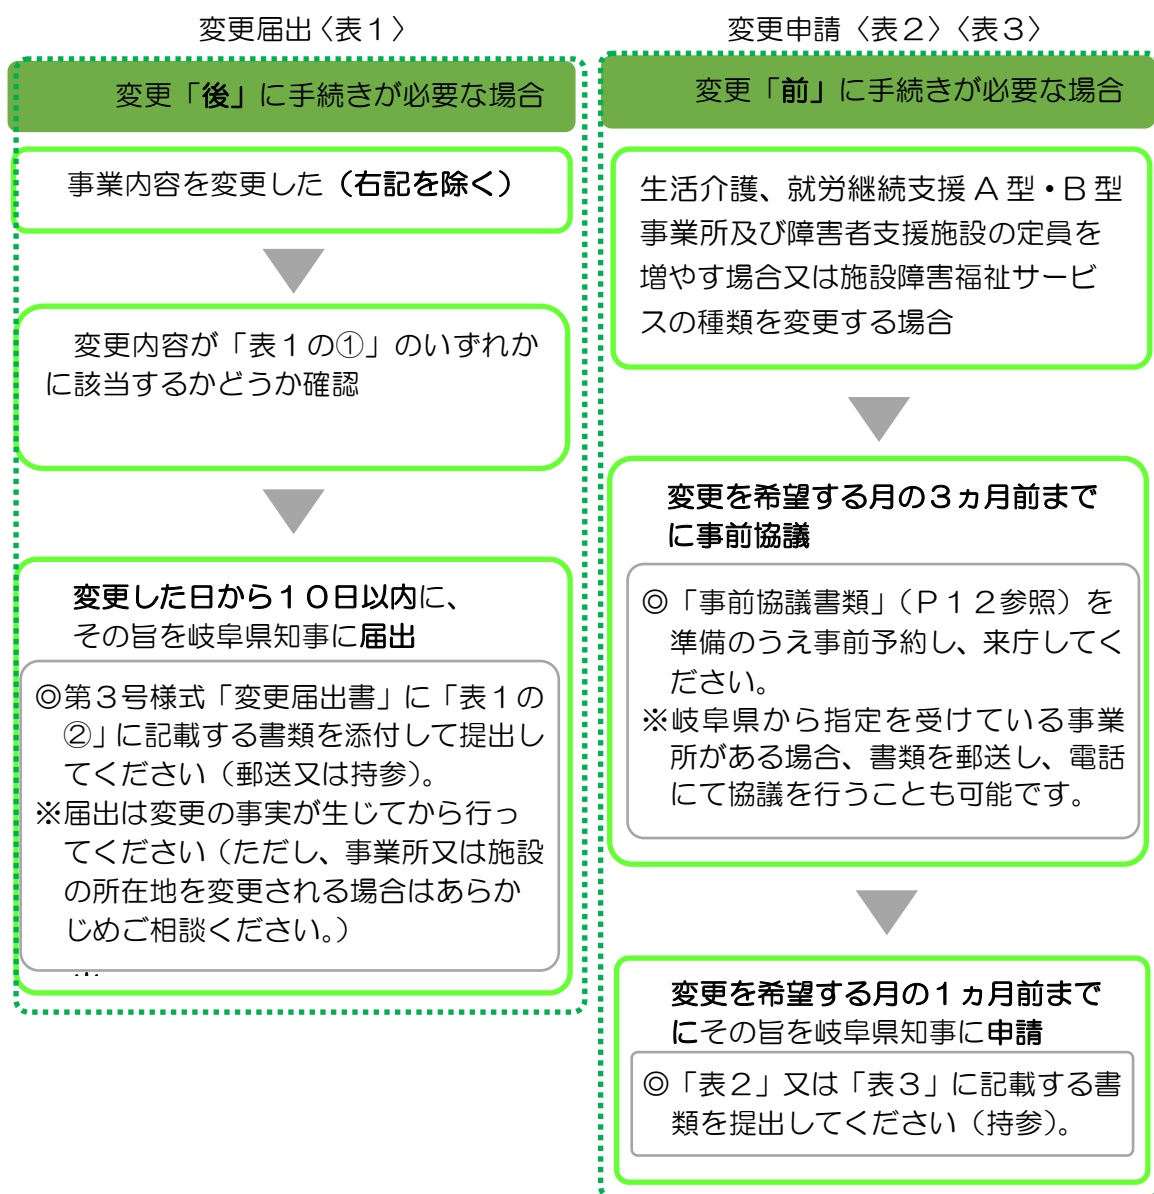 変更届出〈表１〉
変更「後」に手続きが必要な場合
事業内容を変更した（右記を除く）
変更内容が「表１の①」のいずれか
に該当するかどうか確認
変更した日から１０日以内に、
その旨を岐阜県知事に届出
◎第３号様式「変更届出書」に「表１の
②」に記載する書類を添付して提出し
てください（郵送又は持参）。
※届出は変更の事実が生じてから行っ
てください（ただし、事業所又は施設
の所在地を変更される場合はあらか
じめご相談ください。）
変更申請〈表２〉〈表３〉
変更「前」に手続きが必要な場合
生活介護、就労継続支援Ａ型・Ｂ型
事業所及び障害者支援施設の定員を
増やす場合又は施設障害福祉サービ
スの種類を変更する場合
変更を希望する月の３ヵ月前まで
に事前協議
◎「事前協議書類」（Ｐ１２参照）を
準備のうえ事前予約し、来庁してく
ださい。
※岐阜県から指定を受けている事業
所がある場合、書類を郵送し、電話
にて協議を行うことも可能です。
変更を希望する月の１ヵ月前まで
にその旨を岐阜県知事に申請
◎「表２」又は「表３」に記載する書
類を提出してください（持参）。